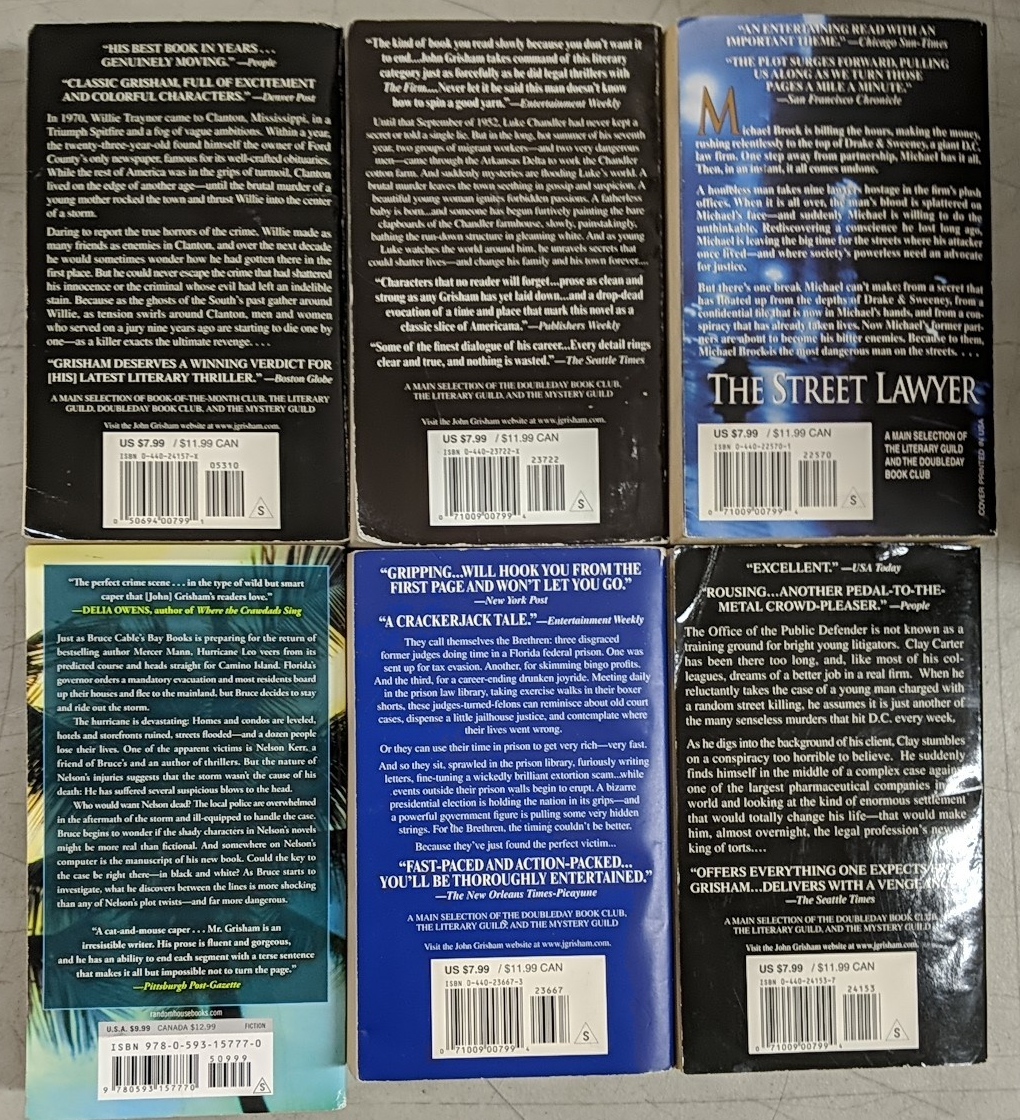 “HIS BEST BOOK IN YEARS . . .
GENUINELY MOVING.” —People
“CLASSIC GRISHAM, FULL OF EXCITEMENT
AND COLORFUL CHARACTERS.” —Denver Post
In 1970, Willie Traynor came to Clanton, Mississippi, in a
Triumph Spitfire and a fog of vague ambitions. Within a year,
the twenty-three-year-old found himself the owner of Ford
County’s only newspaper, famous for its well-crafted obituaries.
While the rest of America was in the grips of turmoil, Clanton
lived on the edge of another age—until the brutal murder of a
young mother rocked the town and thrust Willie into the center
of a storm.
Daring to report the true horrors of the crime, Willie made as
many friends as enemies in Clanton, and over the next decade
he would sometimes wonder how he had gotten there in the
first place. But he could never escape the crime that had shattered
his innocence or the criminal whose evil had left an indelible
stain. Because as the ghosts of the South’s past gather around
Willie, as tension swirls around Clanton, men and women
who served on a jury nine years ago are starting to die one by
one—as a killer exacts the ultimate revenge. . . .
“GRISHAM DESERVES A WINNING VERDICT FOR
[HIS] LATEST LITERARY THRILLER.” —Boston Globe
A MAIN SELECTION OF BOOK-OF-THE-MONTH CLUB, THE LITERARY
GUILD, DOUBLEDAY BOOK CLUB, AND THE MYSTERY GUILD
Visit the John Grisham website at www.jgrisham.com.
US $7.99 / $11.99 CAN
ISBN 0-440-24157-X
05310
0 50694 00799 1
S
“The kind of book you read slowly because you don’t want it
to end....John Grisham takes command of this literary
category just as forcefully as he did legal thrillers with
The Firm....Never let it be said this man doesn’t know
how to spin a good yarn.”—Entertainment Weekly
Until that September of 1952, Luke Chandler had never kept a
secret or told a single lie. But in the long, hot summer of his seventh
year, two groups of migrant workers—and two very dangerous
men—came through the Arkansas Delta to work the Chandler
cotton farm. And suddenly mysteries are flooding Luke’s world. A
brutal murder leaves the town seething in gossip and suspicion. A
beautiful young woman ignites forbidden passions. A fatherless
baby is born...and someone has begun furtively painting the bare
clapboards of the Chandler farmhouse, slowly, painstakingly,
bathing the run-down structure in gleaming white. And as young
Luke watches the world around him, he unravels secrets that
could shatter lives—and change his family and his town forever....
“Characters that no reader will forget...prose as clean and
strong as any Grisham has yet laid down...and a drop-dead
evocation of a time and place that mark this novel as a
classic slice of Americana.”—Publishers Weekly
“Some of the finest dialogue of his career...Every detail rings
clear and true, and nothing is wasted.”—The Seattle Times
A MAIN SELECTION OF THE DOUBLEDAY BOOK CLUB,
THE LITERARY GUILD, AND THE MYSTERY GUILD
Visit the John Grisham website at www.jgrisham.com.
US $7.99 / $11.99 CAN
ISBN 0-440-23722-X
23722
0 71009 00799 4
S
“AN ENTERTAINING READ WITH AN
IMPORTANT THEME.” —Chicago Sun-Times
“THE PLOT SURGES FORWARD, PULLING
US ALONG AS WE TURN THOSE
PAGES A MILE A MINUTE.”
—San Francisco Chronicle
Michael Brock is billing the hours, making the money,
rushing relentlessly to the top of Drake & Sweeney, a giant D.C.
law firm. One step away from partnership, Michael has it all.
Then, in an instant, it all comes undone.
A homeless man takes nine lawyers hostage in the firm’s plush
offices. When it is all over, the man’s blood is splattered on
Michael’s face—and suddenly Michael is willing to do the
unthinkable. Rediscovering a conscience he lost long ago,
Michael is leaving the big time for the streets where his attacker
once lived—and where society’s powerless need an advocate
for justice.
But there’s one break Michael can’t make: from a secret that
has floated up from the depths of Drake & Sweeney, from a
confidential file that is now in Michael’s hands, and from a con-
spiracy that has already taken lives. Now Michael’s former part-
ners are about to become his bitter enemies. Because to them,
Michael Brock is the most dangerous man on the streets. . . .
THE STREET LAWYER
US $7.99 / $11.99 CAN
ISBN 0-440-22570-1
22570
0 71009 00799 4
S
A MAIN SELECTION OF
THE LITERARY GUILD
AND THE DOUBLEDAY
BOOK CLUB
COVER PRINTED IN USA
“The perfect crime scene . . . in the type of wild but smart
caper that [John] Grisham’s readers love.”
—DELIA OWENS, author of Where the Crawdads Sing
Just as Bruce Cable’s Bay Books is preparing for the return of
bestselling author Mercer Mann, Hurricane Leo veers from its
predicted course and heads straight for Camino Island. Florida’s
governor orders a mandatory evacuation and most residents board
up their houses and flee to the mainland, but Bruce decides to stay
and ride out the storm.
The hurricane is devastating: Homes and condos are leveled,
hotels and storefronts ruined, streets flooded—and a dozen people
lose their lives. One of the apparent victims is Nelson Kerr, a
friend of Bruce’s and an author of thrillers. But the nature of
Nelson’s injuries suggests that the storm wasn’t the cause of his
death: He has suffered several suspicious blows to the head.
Who would want Nelson dead? The local police are overwhelmed
in the aftermath of the storm and ill-equipped to handle the case.
Bruce begins to wonder if the shady characters in Nelson’s novels
might be more real than fictional. And somewhere on Nelson’s
computer is the manuscript of his new book. Could the key to
the case be right there—in black and white? As Bruce starts to
investigate, what he discovers between the lines is more shocking
than any of Nelson’s plot twists—and far more dangerous.
“A cat-and-mouse caper . . . Mr. Grisham is an
irresistible writer. His prose is fluent and gorgeous,
and he has an ability to end each segment with a terse sentence
that makes it all but impossible not to turn the page.”
—Pittsburgh Post-Gazette
randomhousebooks.com
U.S.A. $9.99 CANADA $12.99 FICTION
ISBN 978-0-593-15777-0
50999
9 780593 157770
S
“GRIPPING...WILL HOOK YOU FROM THE
FIRST PAGE AND WON’T LET YOU GO.”
—New York Post
“A CRACKERJACK TALE.”—Entertainment Weekly
They call themselves the Brethren: three disgraced
former judges doing time in a Florida federal prison. One was
sent up for tax evasion. Another, for skimming bingo profits.
And the third, for a career-ending drunken joyride. Meeting daily
in the prison law library, taking exercise walks in their boxer
shorts, these judges-turned-felons can reminisce about old court
cases, dispense a little jailhouse justice, and contemplate where
their lives went wrong.
Or they can use their time in prison to get very rich—very fast.
And so they sit, sprawled in the prison library, furiously writing
letters, fine-tuning a wickedly brilliant extortion scam...while
events outside their prison walls begin to erupt. A bizarre
presidential election is holding the nation in its grips—and
a powerful government figure is pulling some very hidden
strings. For the Brethren, the timing couldn’t be better.
Because they’ve just found the perfect victim...
“FAST-PACED AND ACTION-PACKED...
YOU’LL BE THOROUGHLY ENTERTAINED.”
—The New Orleans Times-Picayune
A MAIN SELECTION OF THE DOUBLEDAY BOOK CLUB,
THE LITERARY GUILD, AND THE MYSTERY GUILD
Visit the John Grisham website at www.jgrisham.com.
US $7.99 / $11.99 CAN
ISBN 0-440-23667-3
23667
0 71009 00799 4
S
“EXCELLENT.” —USA Today
“ROUSING...ANOTHER PEDAL-TO-THE-
METAL CROWD-PLEASER.” —People
The Office of the Public Defender is not known as a
training ground for bright young litigators. Clay Carter
has been there too long, and, like most of his col-
leagues, dreams of a better job in a real firm. When he
reluctantly takes the case of a young man charged with
a random street killing, he assumes it is just another of
the many senseless murders that hit D.C. every week.
As he digs into the background of his client, Clay stumbles
on a conspiracy too horrible to believe. He suddenly
finds himself in the middle of a complex case against
one of the largest pharmaceutical companies in the
world and looking at the kind of enormous settlement
that would totally change his life—that would make
him, almost overnight, the legal profession’s newest
king of torts....
“OFFERS EVERYTHING ONE EXPECTS
GRISHAM...DELIVERS WITH A VENGEANCE.”
—The Seattle Times
A MAIN SELECTION OF THE DOUBLEDAY BOOK CLUB,
THE LITERARY GUILD, AND THE MYSTERY GUILD
Visit the John Grisham website at www.jgrisham.com.
US $7.99 / $11.99 CAN
ISBN 0-440-24153-7
24153
0 71009 00799 4
S